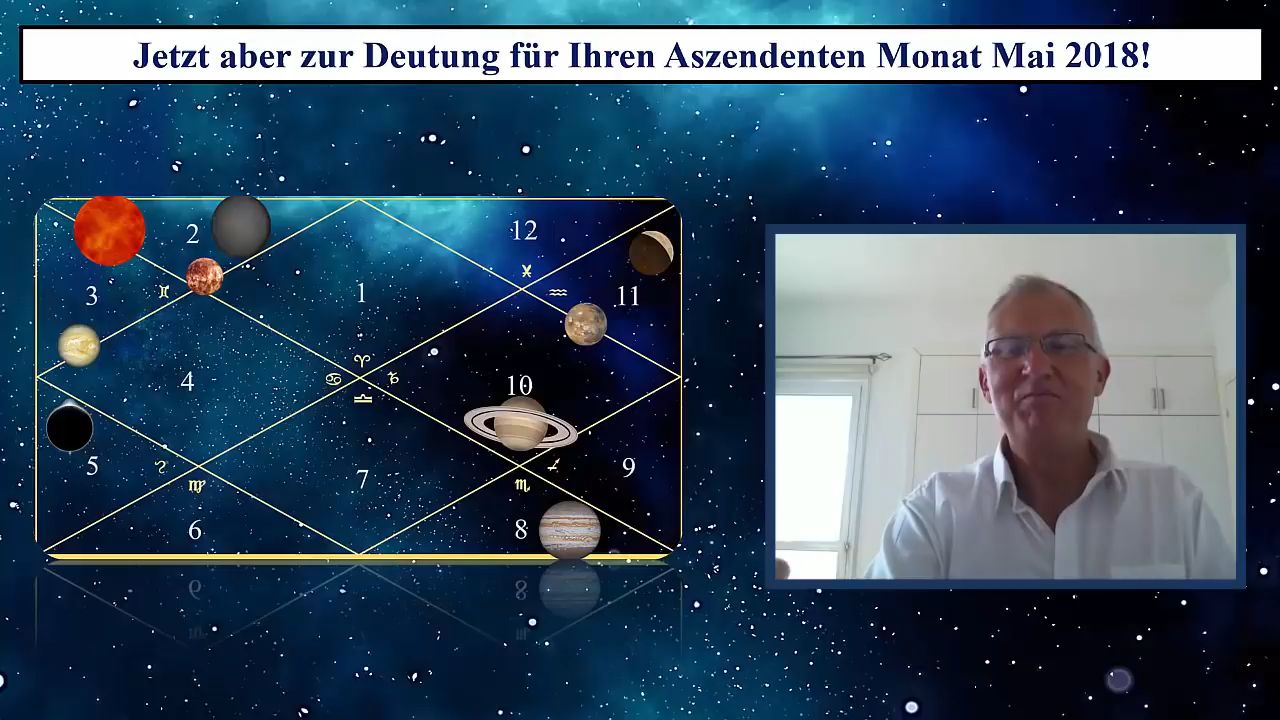 Jetzt aber zur Deutung für Ihren Aszendenten Monat Mai 2018!
2 12
♓
3 ♊ 1 ♒ 11
♈
4 ♋ ♑ 10
♎
5 ♌ 7 ♐ 9
♍ ♏
6 8